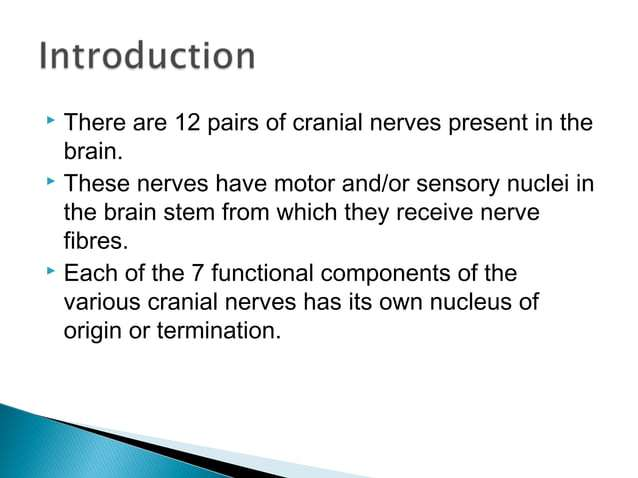 Introduction
There are 12 pairs of cranial nerves present in the
brain.
These nerves have motor and/or sensory nuclei in
the brain stem from which they receive nerve
fibres.
Each of the 7 functional components of the
various cranial nerves has its own nucleus of
origin or termination.